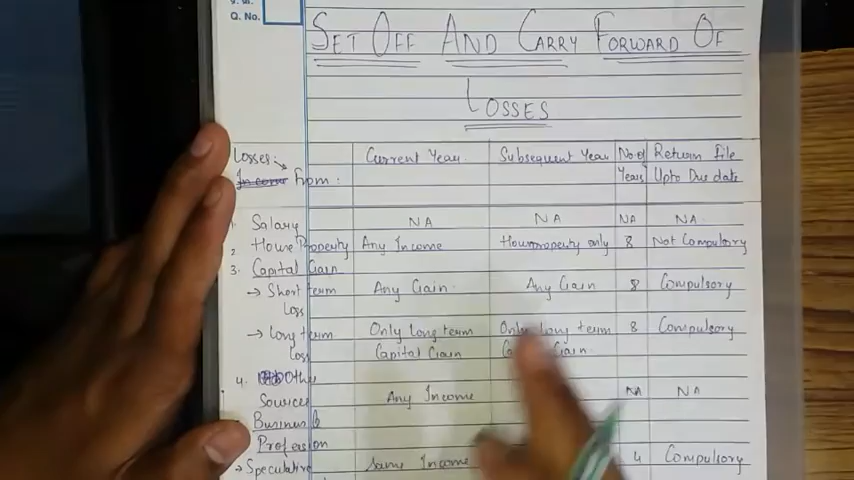 Q. No.
SET OFF AND CARRY FORWARD OF
LOSSES
Losses From: Current Year Subsequent Year No of Years Return file Upto Due date
1. Salary NA NA NA NA
2 House Property Any Income Houseproperty only 8 Not Compulsory
3. Capital Gain
→ Short term Loss Any Gain Any Gain 8 Compulsory
→ Long term Loss Only long term Capital Gain Only Long term Gain 8 Compulsory
4. Other Sources Any Income NA NA
Business &
Profession
→ Speculative Same Income 4 Compulsory